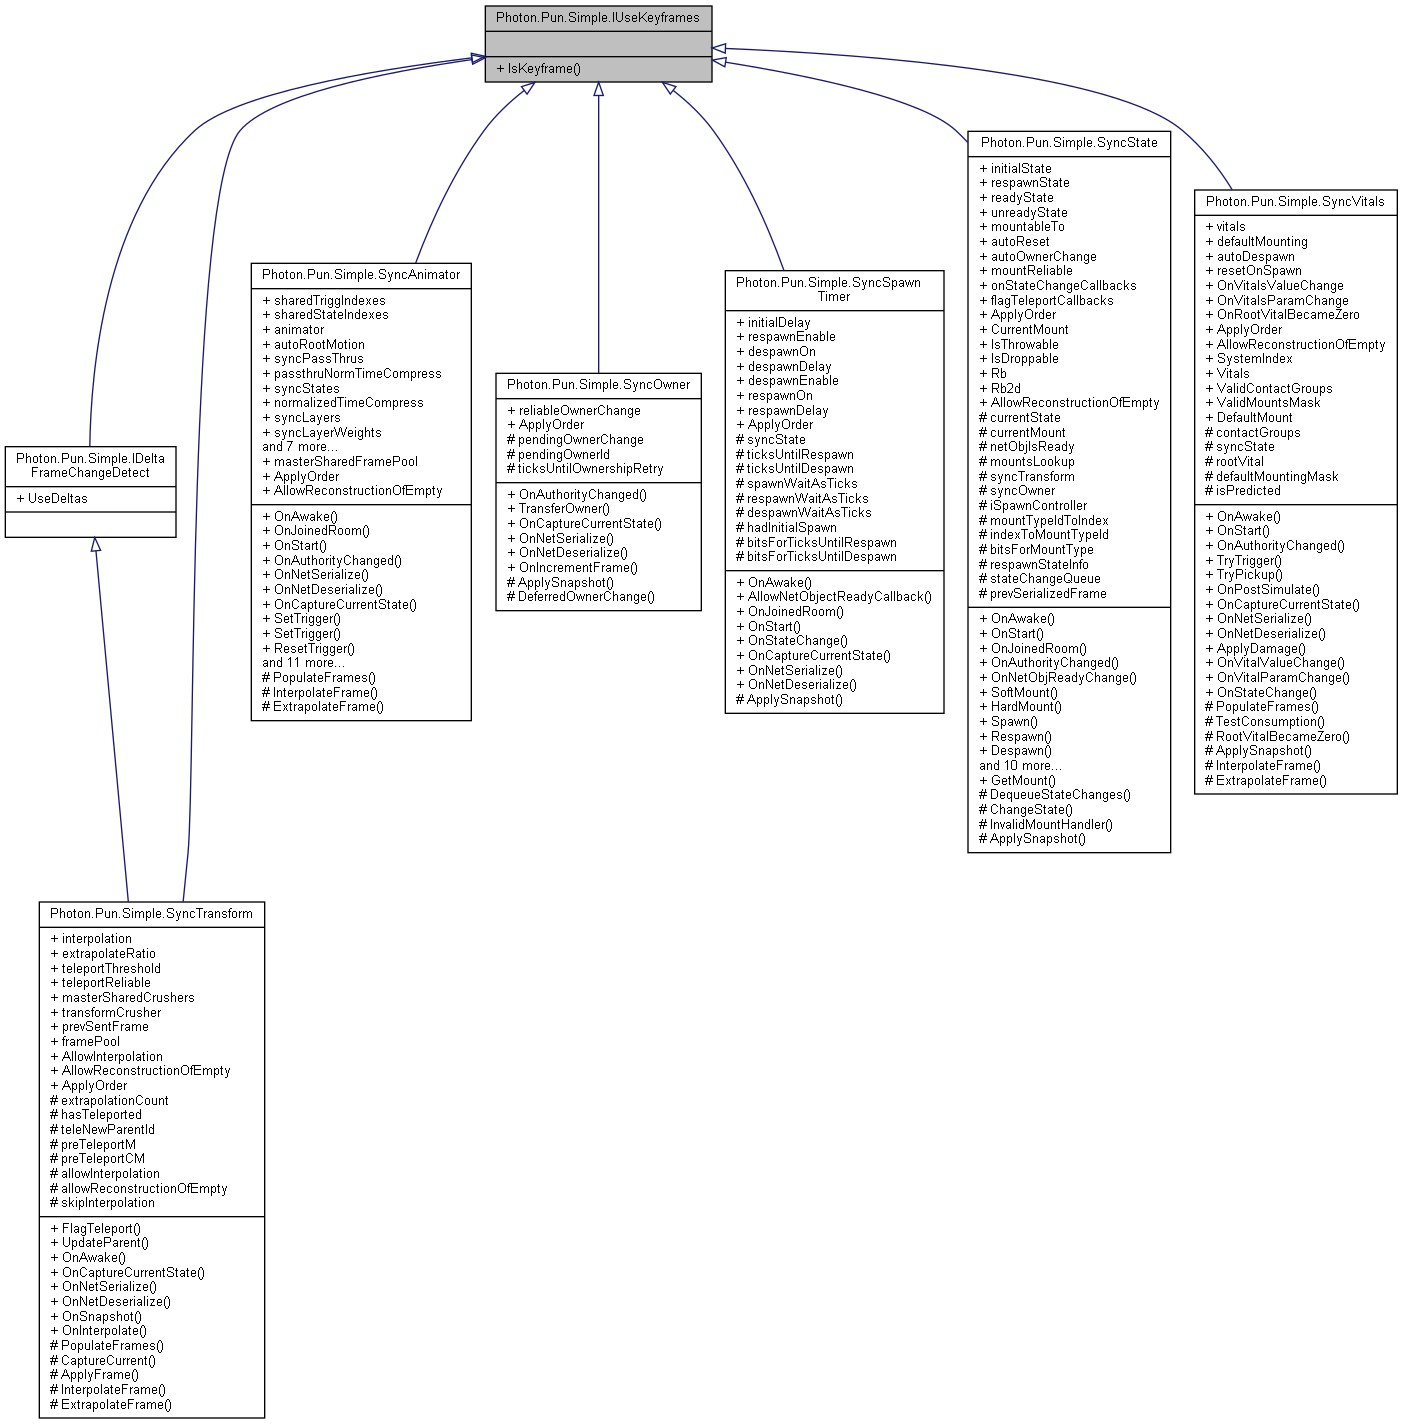 Photon.Pun.Simple.IUseKeyframes
+ IsKeyframe()
Photon.Pun.Simple.IDelta
FrameChangeDetect
+ UseDeltas
Photon.Pun.Simple.SyncAnimator
+ sharedTriggIndexes
+ sharedStateIndexes
+ animator
+ autoRootMotion
+ syncPassThrus
+ passthruNormTimeCompress
+ syncStates
+ normalizedTimeCompress
+ syncLayers
+ syncLayerWeights
and 7 more...
+ masterSharedFramePool
+ ApplyOrder
+ AllowReconstructionOfEmpty
+ OnAwake()
+ OnJoinedRoom()
+ OnStart()
+ OnAuthorityChanged()
+ OnNetSerialize()
+ OnNetDeserialize()
+ OnCaptureCurrentState()
+ SetTrigger()
+ SetTrigger()
+ ResetTrigger()
and 11 more...
# PopulateFrames()
# InterpolateFrame()
# ExtrapolateFrame()
Photon.Pun.Simple.SyncOwner
+ reliableOwnerChange
+ ApplyOrder
# pendingOwnerChange
# pendingOwnerId
# ticksUntilOwnershipRetry
+ OnAuthorityChanged()
+ TransferOwner()
+ OnCaptureCurrentState()
+ OnNetSerialize()
+ OnNetDeserialize()
+ OnIncrementFrame()
# ApplySnapshot()
# DeferredOwnerChange()
Photon.Pun.Simple.SyncSpawn
Timer
+ initialDelay
+ respawnEnable
+ despawnOn
+ despawnDelay
+ despawnEnable
+ respawnOn
+ respawnDelay
+ ApplyOrder
# syncState
# ticksUntilRespawn
# ticksUntilDespawn
# spawnWaitAsTicks
# respawnWaitAsTicks
# despawnWaitAsTicks
# hadInitialSpawn
# bitsForTicksUntilRespawn
# bitsForTicksUntilDespawn
+ OnAwake()
+ AllowNetObjectReadyCallback()
+ OnJoinedRoom()
+ OnStart()
+ OnStateChange()
+ OnCaptureCurrentState()
+ OnNetSerialize()
+ OnNetDeserialize()
# ApplySnapshot()
Photon.Pun.Simple.SyncState
+ initialState
+ respawnState
+ readyState
+ unreadyState
+ mountableTo
+ autoReset
+ autoOwnerChange
+ mountReliable
+ onStateChangeCallbacks
+ flagTeleportCallbacks
+ ApplyOrder
+ CurrentMount
+ IsThrowable
+ IsDroppable
+ Rb
+ Rb2d
+ AllowReconstructionOfEmpty
# currentState
# currentMount
# netObjIsReady
# mountsLookup
# syncTransform
# syncOwner
# iSpawnController
# mountTypeIdToIndex
# indexToMountTypeId
# bitsForMountType
# respawnStateInfo
# stateChangeQueue
# prevSerializedFrame
+ OnAwake()
+ OnStart()
+ OnJoinedRoom()
+ OnAuthorityChanged()
+ OnNetObjReadyChange()
+ SoftMount()
+ HardMount()
+ Spawn()
+ Respawn()
+ Despawn()
and 10 more...
+ GetMount()
# DequeueStateChanges()
# ChangeState()
# InvalidMountHandler()
# ApplySnapshot()
Photon.Pun.Simple.SyncVitals
+ vitals
+ defaultMounting
+ autoDespawn
+ resetOnSpawn
+ OnVitalsValueChange
+ OnVitalsParamChange
+ OnRootVitalBecameZero
+ ApplyOrder
+ AllowReconstructionOfEmpty
+ SystemIndex
+ Vitals
+ ValidContactGroups
+ ValidMountsMask
+ DefaultMount
# contactGroups
# syncState
# rootVital
# defaultMountingMask
# isPredicted
+ OnAwake()
+ OnStart()
+ OnAuthorityChanged()
+ TryTrigger()
+ TryPickup()
+ OnPostSimulate()
+ OnCaptureCurrentState()
+ OnNetSerialize()
+ OnNetDeserialize()
+ ApplyDamage()
+ OnVitalValueChange()
+ OnVitalParamChange()
+ OnStateChange()
# PopulateFrames()
# TestConsumption()
# RootVitalBecameZero()
# ApplySnapshot()
# InterpolateFrame()
# ExtrapolateFrame()
Photon.Pun.Simple.SyncTransform
+ interpolation
+ extrapolateRatio
+ teleportThreshold
+ teleportReliable
+ masterSharedCrushers
+ transformCrusher
+ prevSentFrame
+ framePool
+ AllowInterpolation
+ AllowReconstructionOfEmpty
+ ApplyOrder
# extrapolationCount
# hasTeleported
# teleNewParentId
# preTeleportM
# preTeleportCM
# allowInterpolation
# allowReconstructionOfEmpty
# skipInterpolation
+ FlagTeleport()
+ UpdateParent()
+ OnAwake()
+ OnCaptureCurrentState()
+ OnNetSerialize()
+ OnNetDeserialize()
+ OnSnapshot()
+ OnInterpolate()
# PopulateFrames()
# CaptureCurrent()
# ApplyFrame()
# InterpolateFrame()
# ExtrapolateFrame()